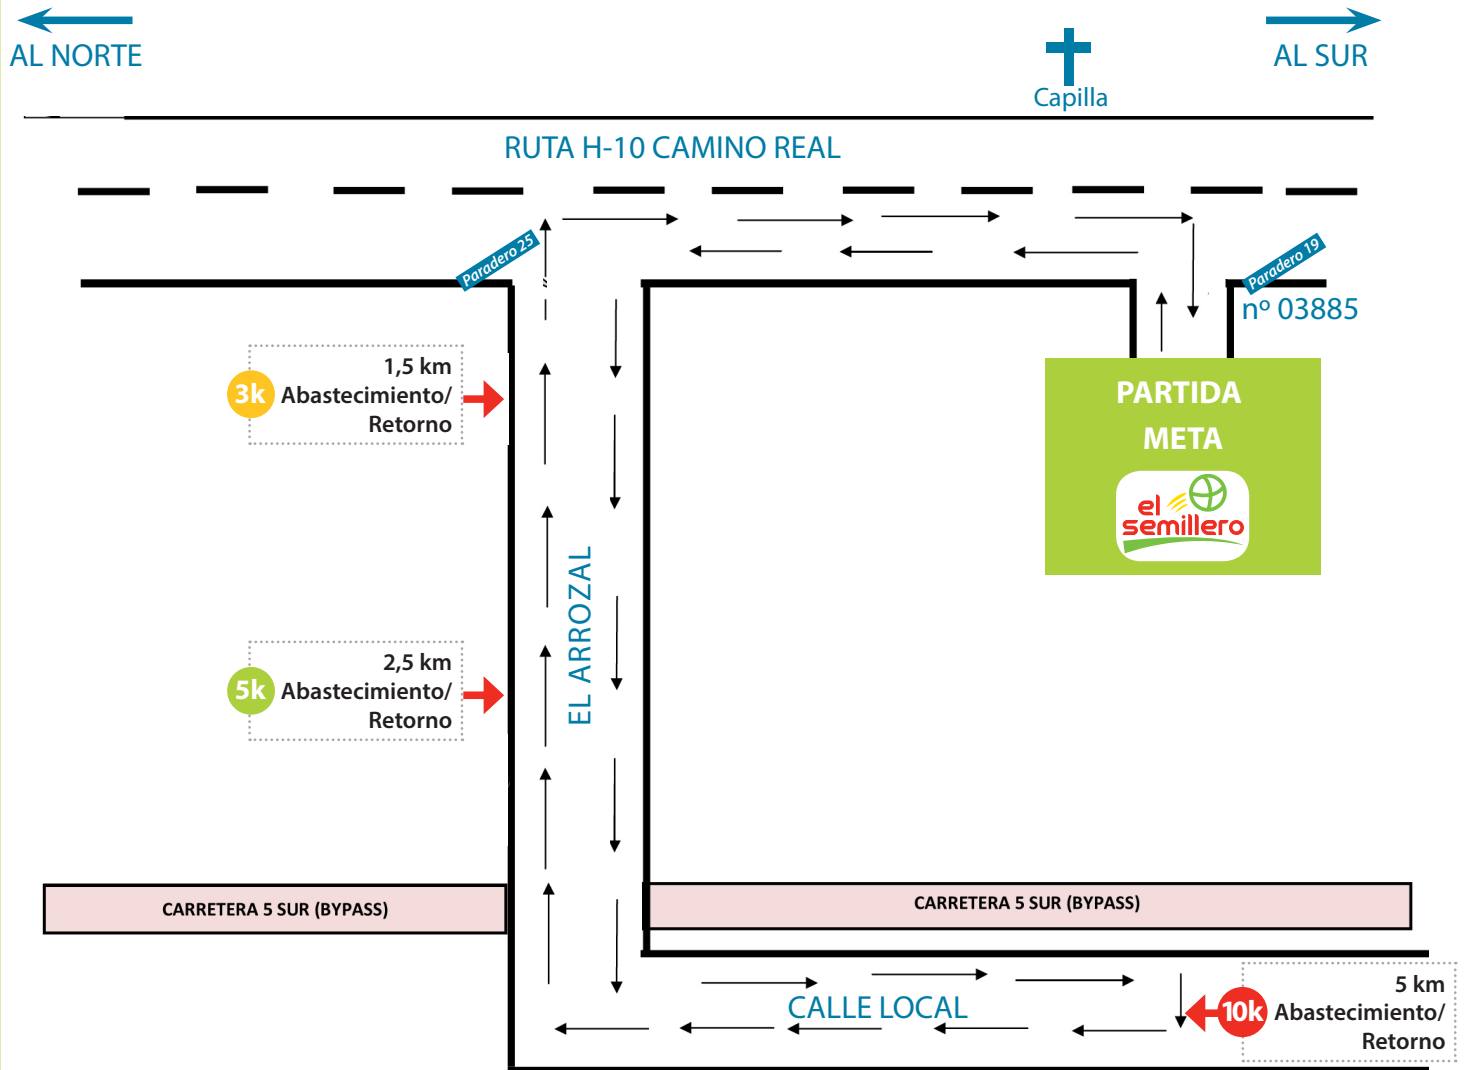 AL NORTE
AL SUR
Capilla
RUTA H-10 CAMINO REAL
Paradero 25
Paradero 19
nº 03885
3k
1,5 km
Abastecimiento/
Retorno
PARTIDA
META
el
semillero
EL ARROZAL
5k
2,5 km
Abastecimiento/
Retorno
CARRETERA 5 SUR (BYPASS)
CARRETERA 5 SUR (BYPASS)
CALLE LOCAL
10k
5 km
Abastecimiento/
Retorno